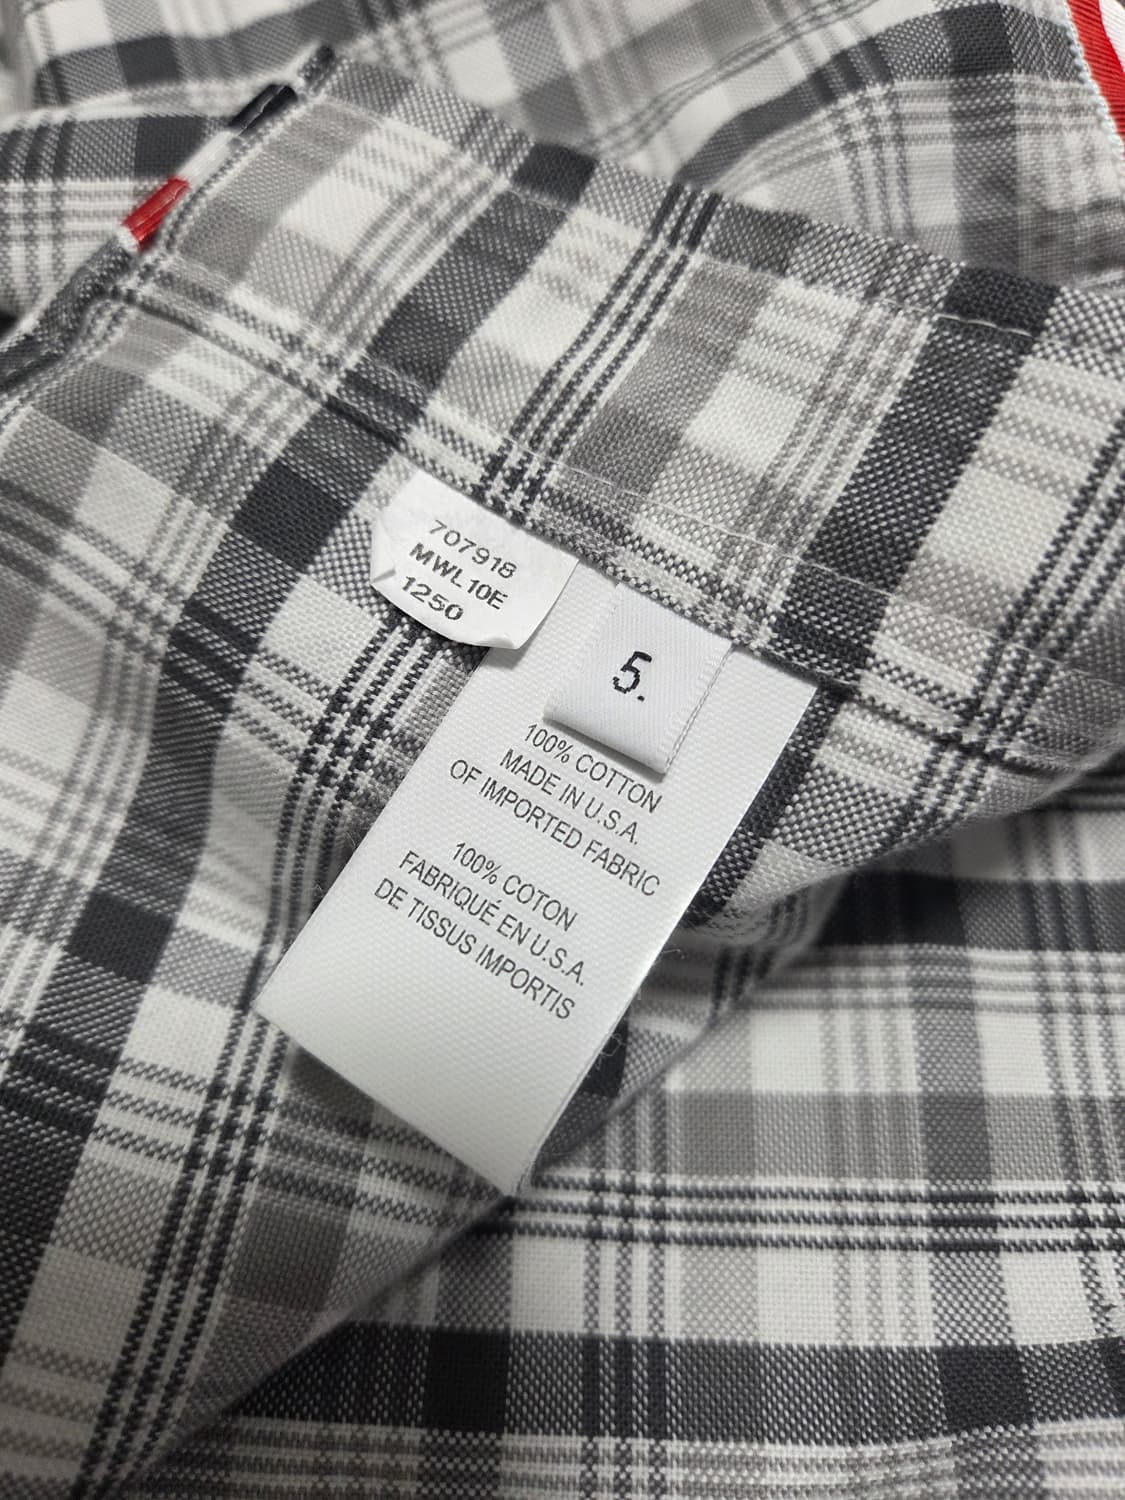 707918
MWL10E
1250
5.
100% COTTON
MADE IN U.S.A.
OF IMPORTED FABRIC
100% COTON
FABRIQUÉ EN U.S.A.
DE TISSUS IMPORTIS